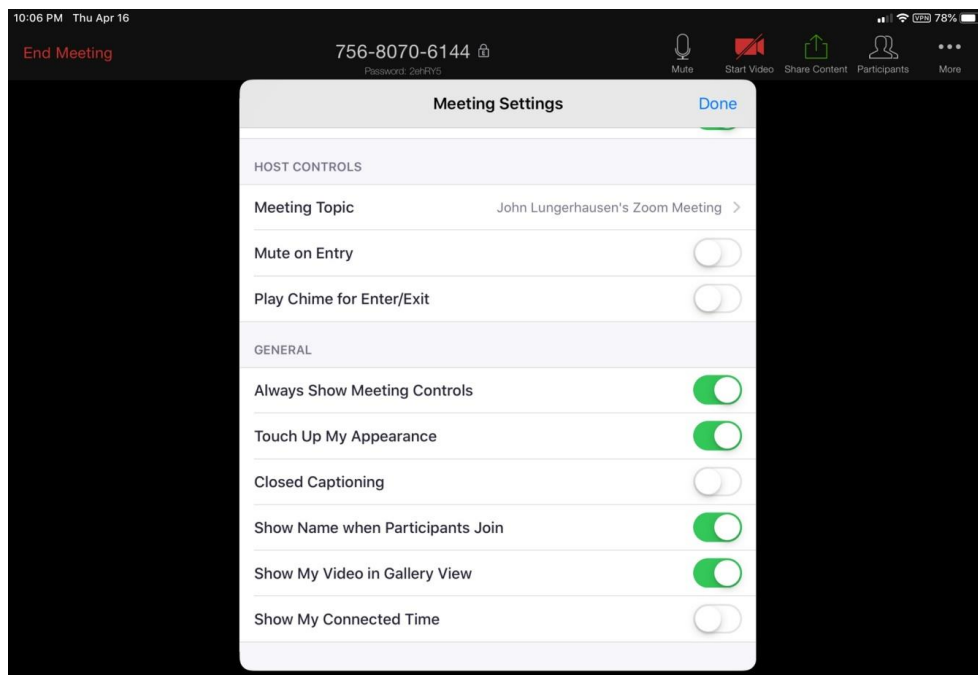 10:06 PM Thu Apr 16
VPN 78%
End Meeting
756-8070-6144
Password: 2ehRY5
Mute
Start Video
Share Content
Participants
More
Meeting Settings
Done
HOST CONTROLS
Meeting Topic John Lungerhausen's Zoom Meeting >
Mute on Entry
Play Chime for Enter/Exit
GENERAL
Always Show Meeting Controls
Touch Up My Appearance
Closed Captioning
Show Name when Participants Join
Show My Video in Gallery View
Show My Connected Time